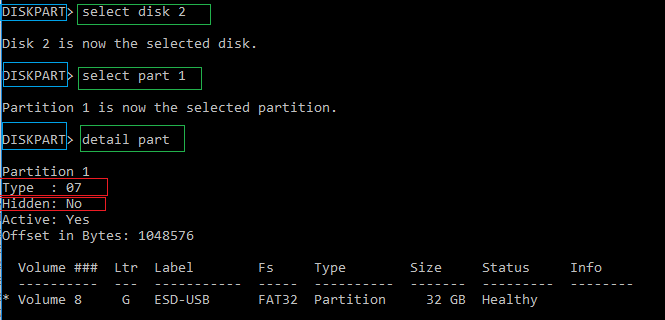 DISKPART> select disk 2
Disk 2 is now the selected disk.
DISKPART> select part 1
Partition 1 is now the selected partition.
DISKPART> detail part
Partition 1
Type  : 07
Hidden: No
Active: Yes
Offset in Bytes: 1048576
  Volume ###  Ltr  Label        Fs     Type        Size     Status     Info
  ----------  ---  -----------  -----  ----------  -------  ---------  --------
* Volume 8     G   ESD-USB      FAT32  Partition     32 GB  Healthy